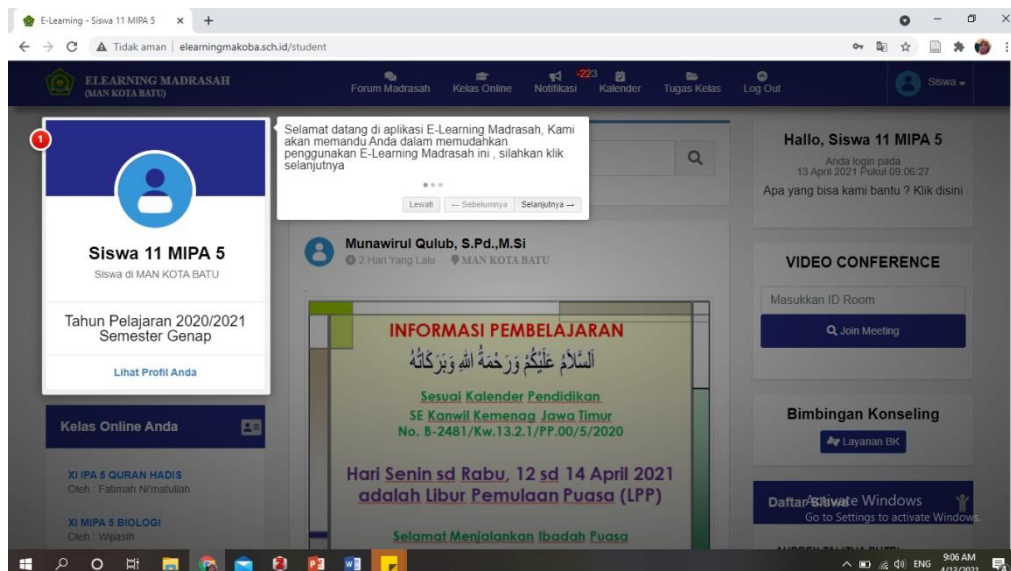 E-Learning - Siswa 11 MIPA 5
Tidak aman | elearningmakoba.sch.id/student
ELEARNING MADRASAH
(MAN KOTA BATU)
Forum Madrasah
Kelas Online
Notifikasi
-223
Kalender
Tugas Kelas
Log Out
Siswa
1
Siswa 11 MIPA 5
Siswa di MAN KOTA BATU
Tahun Pelajaran 2020/2021
Semester Genap
Lihat Profil Anda
Kelas Online Anda
XI IPA 5 QURAN HADIS
Oleh : Fatimah Ni'matullah
XI MIPA 5 BIOLOGI
Oleh : Wijiasih
Selamat datang di aplikasi E-Learning Madrasah, Kami
akan memandu Anda dalam memudahkan
penggunakan E-Learning Madrasah ini , silahkan klik
selanjutnya
Lewati
← Sebelumnya
Selanjutnya →
Munawirul Qulub, S.Pd.,M.Si
2 Hari Yang Lalu
MAN KOTA BATU
INFORMASI PEMBELAJARAN
اَلسَّلاَمُ عَلَيْكُمْ وَرَحْمَةُ اللهِ وَبَرَكَاتُهُ
Sesuai Kalender Pendidikan
SE Kanwil Kemenag Jawa Timur
No. B-2481/Kw.13.2.1/PP.00/5/2020
Hari Senin sd Rabu, 12 sd 14 April 2021
adalah Libur Pemulaan Puasa (LPP)
Selamat Menjalankan Ibadah Puasa
Hallo, Siswa 11 MIPA 5
Anda login pada
13 April 2021 Pukul 09:06:27
Apa yang bisa kami bantu ? Klik disini
VIDEO CONFERENCE
Masukkan ID Room
Join Meeting
Bimbingan Konseling
Layanan BK
Daftar Siswa
Activate Windows
Go to Settings to activate Windows.
ENG
9:06 AM
4/13/2021